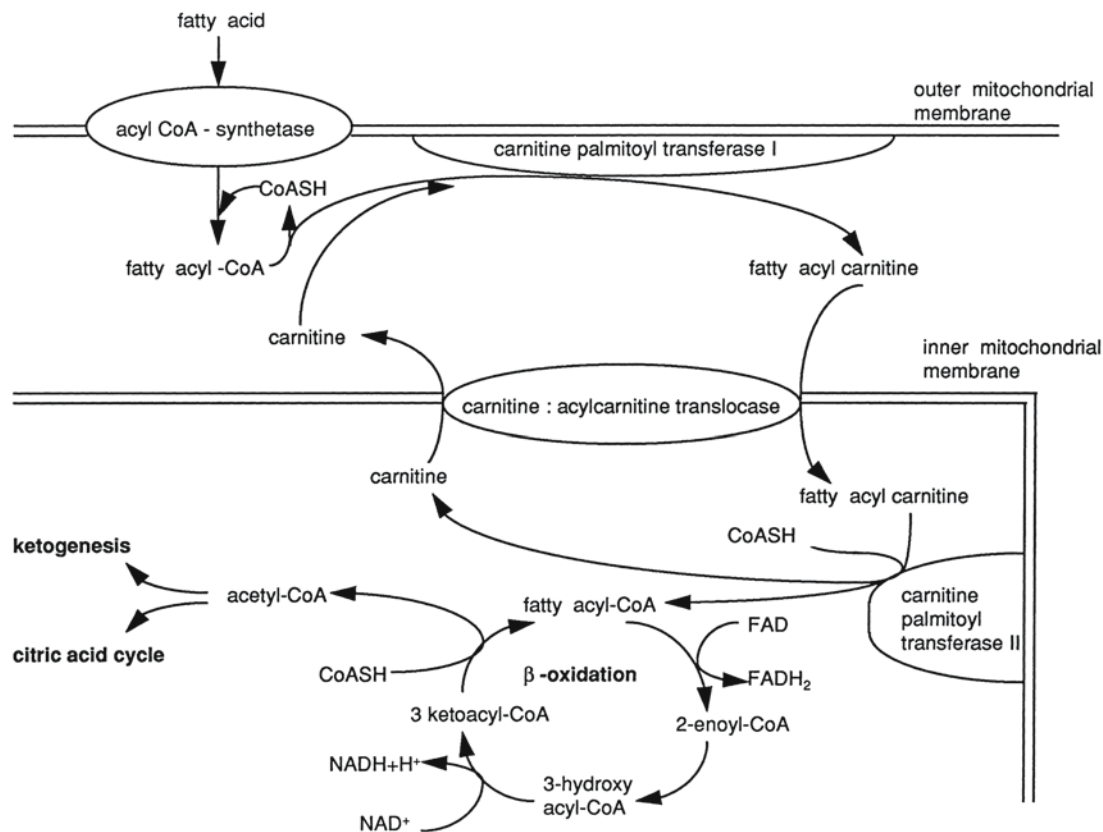 fatty acid
outer mitochondrial
membrane
acyl CoA - synthetase
carnitine palmitoyl transferase I
CoASH
fatty acyl -CoA
fatty acyl carnitine
carnitine
inner mitochondrial
membrane
carnitine : acylcarnitine translocase
carnitine
fatty acyl carnitine
CoASH
ketogenesis
acetyl-CoA
fatty acyl-CoA
carnitine
palmitoyl
transferase II
FAD
citric acid cycle
CoASH
β -oxidation
FADH₂
3 ketoacyl-CoA
2-enoyl-CoA
NADH+H⁺
3-hydroxy
acyl-CoA
NAD⁺